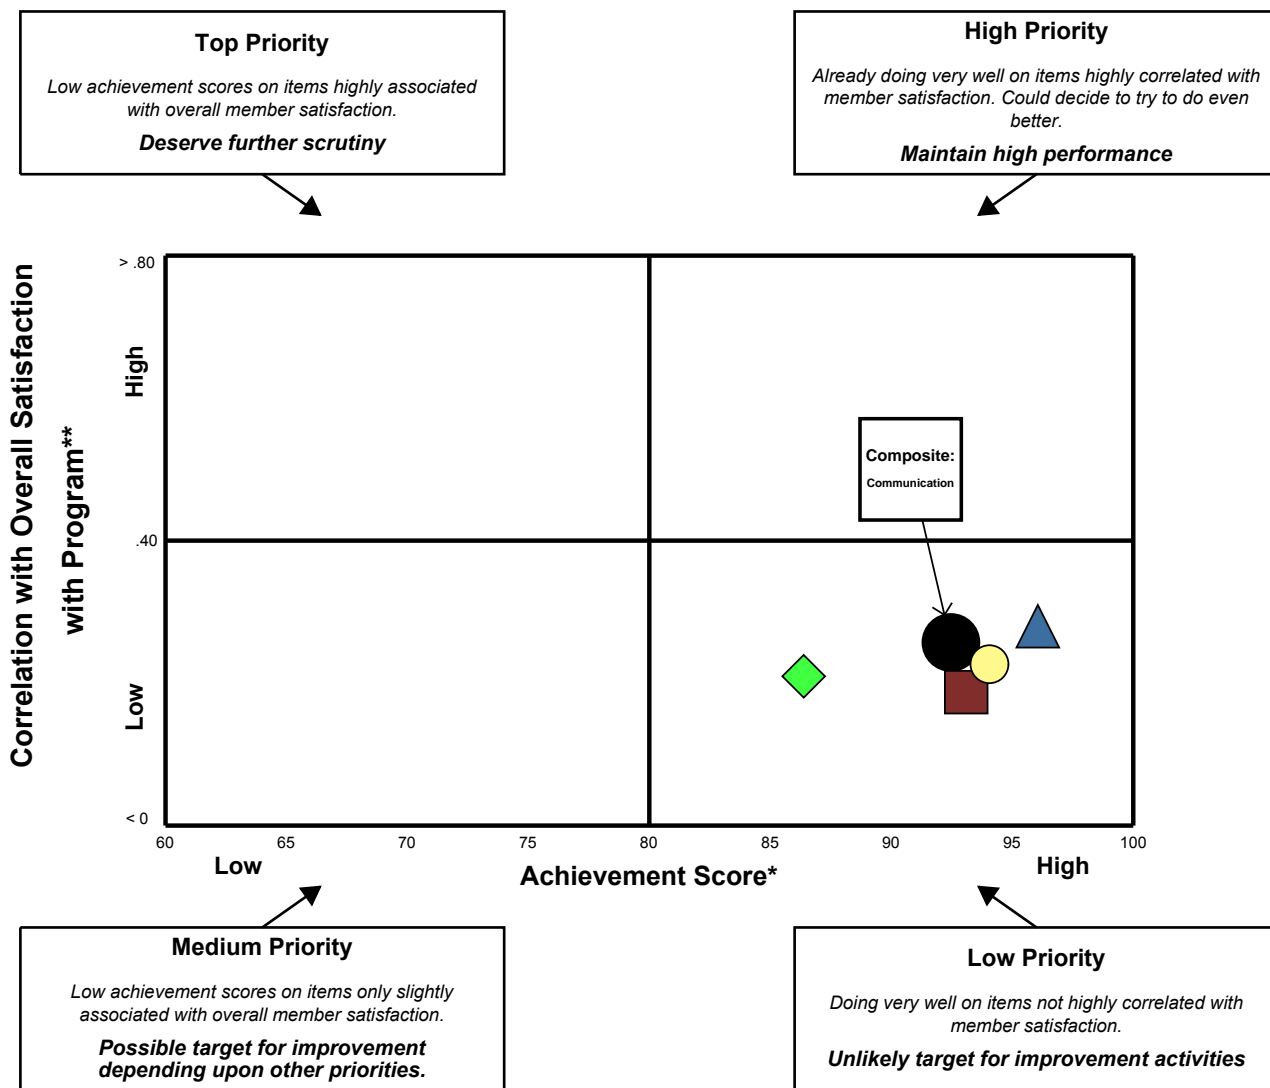 Top Priority
Low achievement scores on items highly associated
with overall member satisfaction.
Deserve further scrutiny
High Priority
Already doing very well on items highly correlated with
member satisfaction. Could decide to try to do even
better.
Maintain high performance
Correlation with Overall Satisfaction
with Program**
> .80
High
.40
Low
< 0
Composite:
Communication
60 65 70 75 80 85 90 95 100
Low
Achievement Score*
High
Medium Priority
Low achievement scores on items only slightly
associated with overall member satisfaction.
Possible target for improvement
depending upon other priorities.
Low Priority
Doing very well on items not highly correlated with
member satisfaction.
Unlikely target for improvement activities